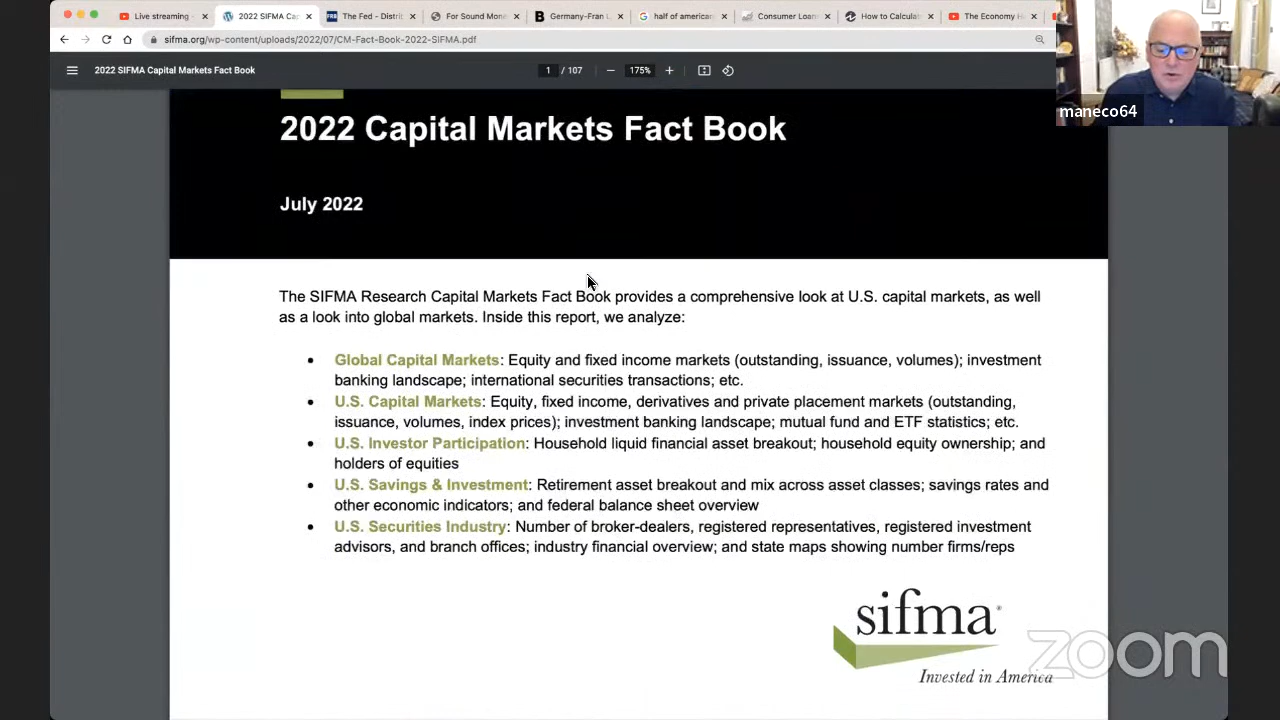 Live streaming
2022 SIFMA Cap
The Fed - Distri
For Sound Mone
Germany-Fran
half of american
Consumer Loan
How to Calculat
The Economy H
sifma.org/wp-content/uploads/2022/07/CM-Fact-Book-2022-SIFMA.pdf
2022 SIFMA Capital Markets Fact Book
1 / 107
175%
maneco64
2022 Capital Markets Fact Book
July 2022
The SIFMA Research Capital Markets Fact Book provides a comprehensive look at U.S. capital markets, as well
as a look into global markets. Inside this report, we analyze:
• Global Capital Markets: Equity and fixed income markets (outstanding, issuance, volumes); investment
banking landscape; international securities transactions; etc.
• U.S. Capital Markets: Equity, fixed income, derivatives and private placement markets (outstanding,
issuance, volumes, index prices); investment banking landscape; mutual fund and ETF statistics; etc.
• U.S. Investor Participation: Household liquid financial asset breakout; household equity ownership; and
holders of equities
• U.S. Savings & Investment: Retirement asset breakout and mix across asset classes; savings rates and
other economic indicators; and federal balance sheet overview
• U.S. Securities Industry: Number of broker-dealers, registered representatives, registered investment
advisors, and branch offices; industry financial overview; and state maps showing number firms/reps
sifma
Invested in America
zoom